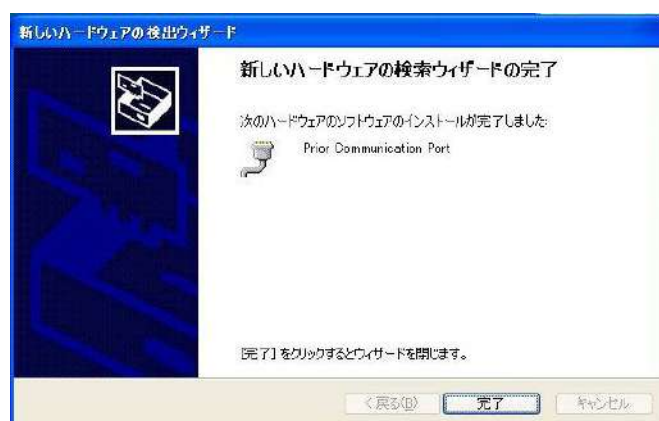 新しいハードウェアの検出ウィザード
新しいハードウェアの検索ウィザードの完了
次のハードウェアのソフトウェアのインストールが完了しました:
Prior Communication Port
[完了] をクリックするとウィザードを閉じます。
< 戻る(B)
完了
キャンセル